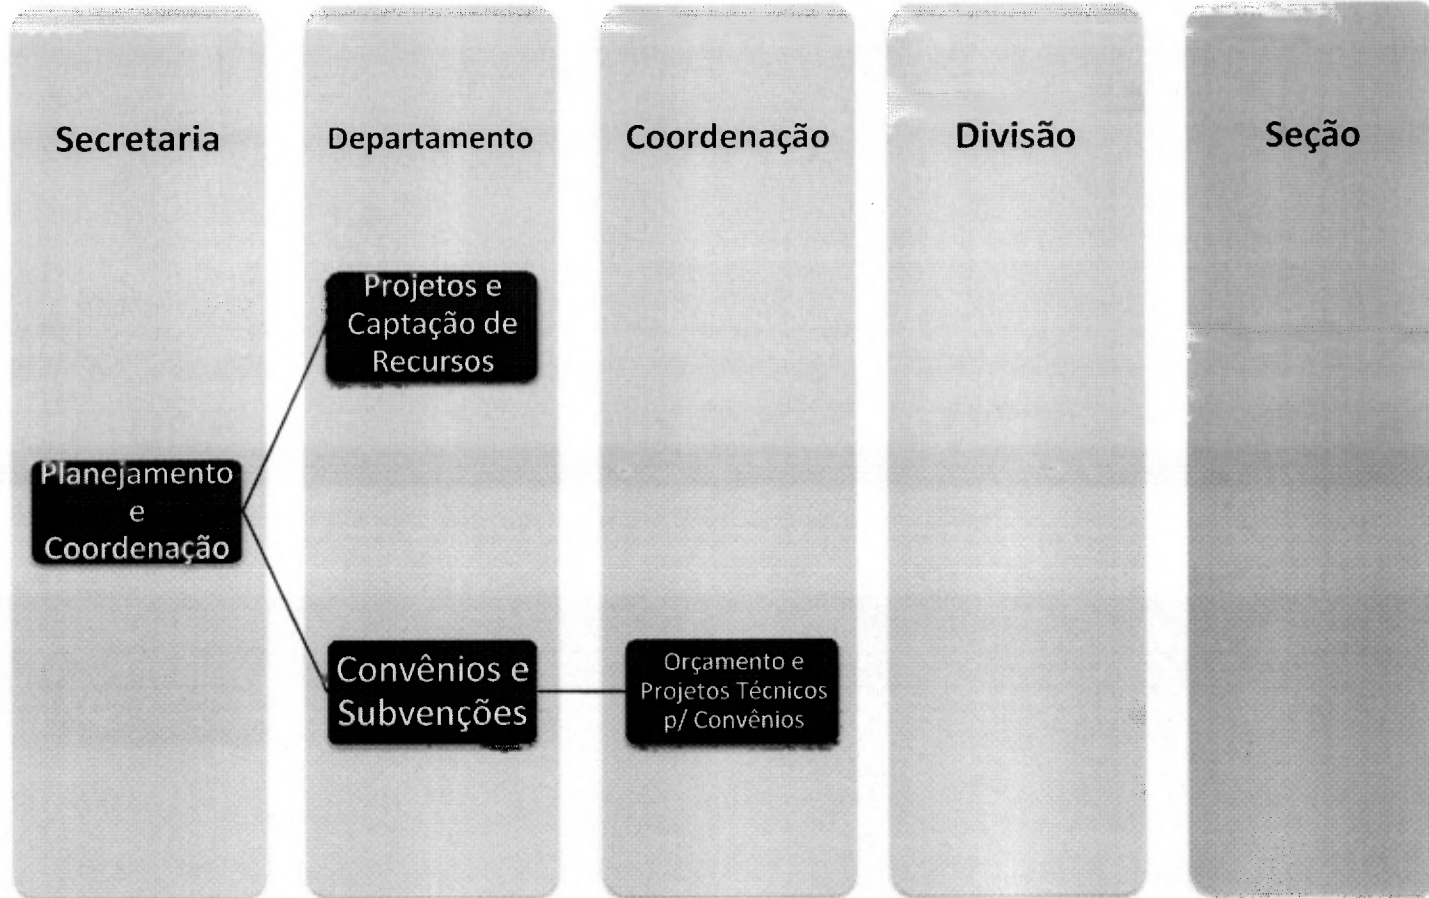 Secretaria
Departamento
Coordenação
Divisão
Seção
Projetos e
Captação de
Recursos
Planejamento
e
Coordenação
Convênios e
Subvenções
Orçamento e
Projetos Técnicos
p/ Convênios